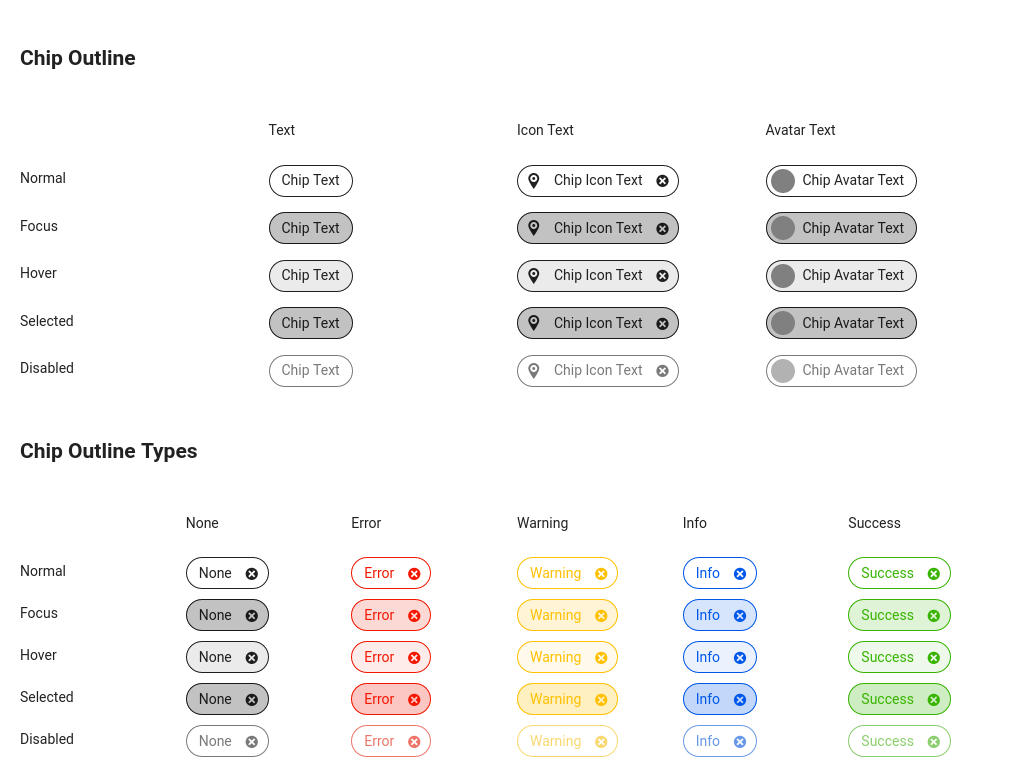 Chip Outline
Text Icon Text Avatar Text
Normal Chip Text Chip Icon Text Chip Avatar Text
Focus Chip Text Chip Icon Text Chip Avatar Text
Hover Chip Text Chip Icon Text Chip Avatar Text
Selected Chip Text Chip Icon Text Chip Avatar Text
Disabled Chip Text Chip Icon Text Chip Avatar Text
Chip Outline Types
None Error Warning Info Success
Normal None Error Warning Info Success
Focus None Error Warning Info Success
Hover None Error Warning Info Success
Selected None Error Warning Info Success
Disabled None Error Warning Info Success